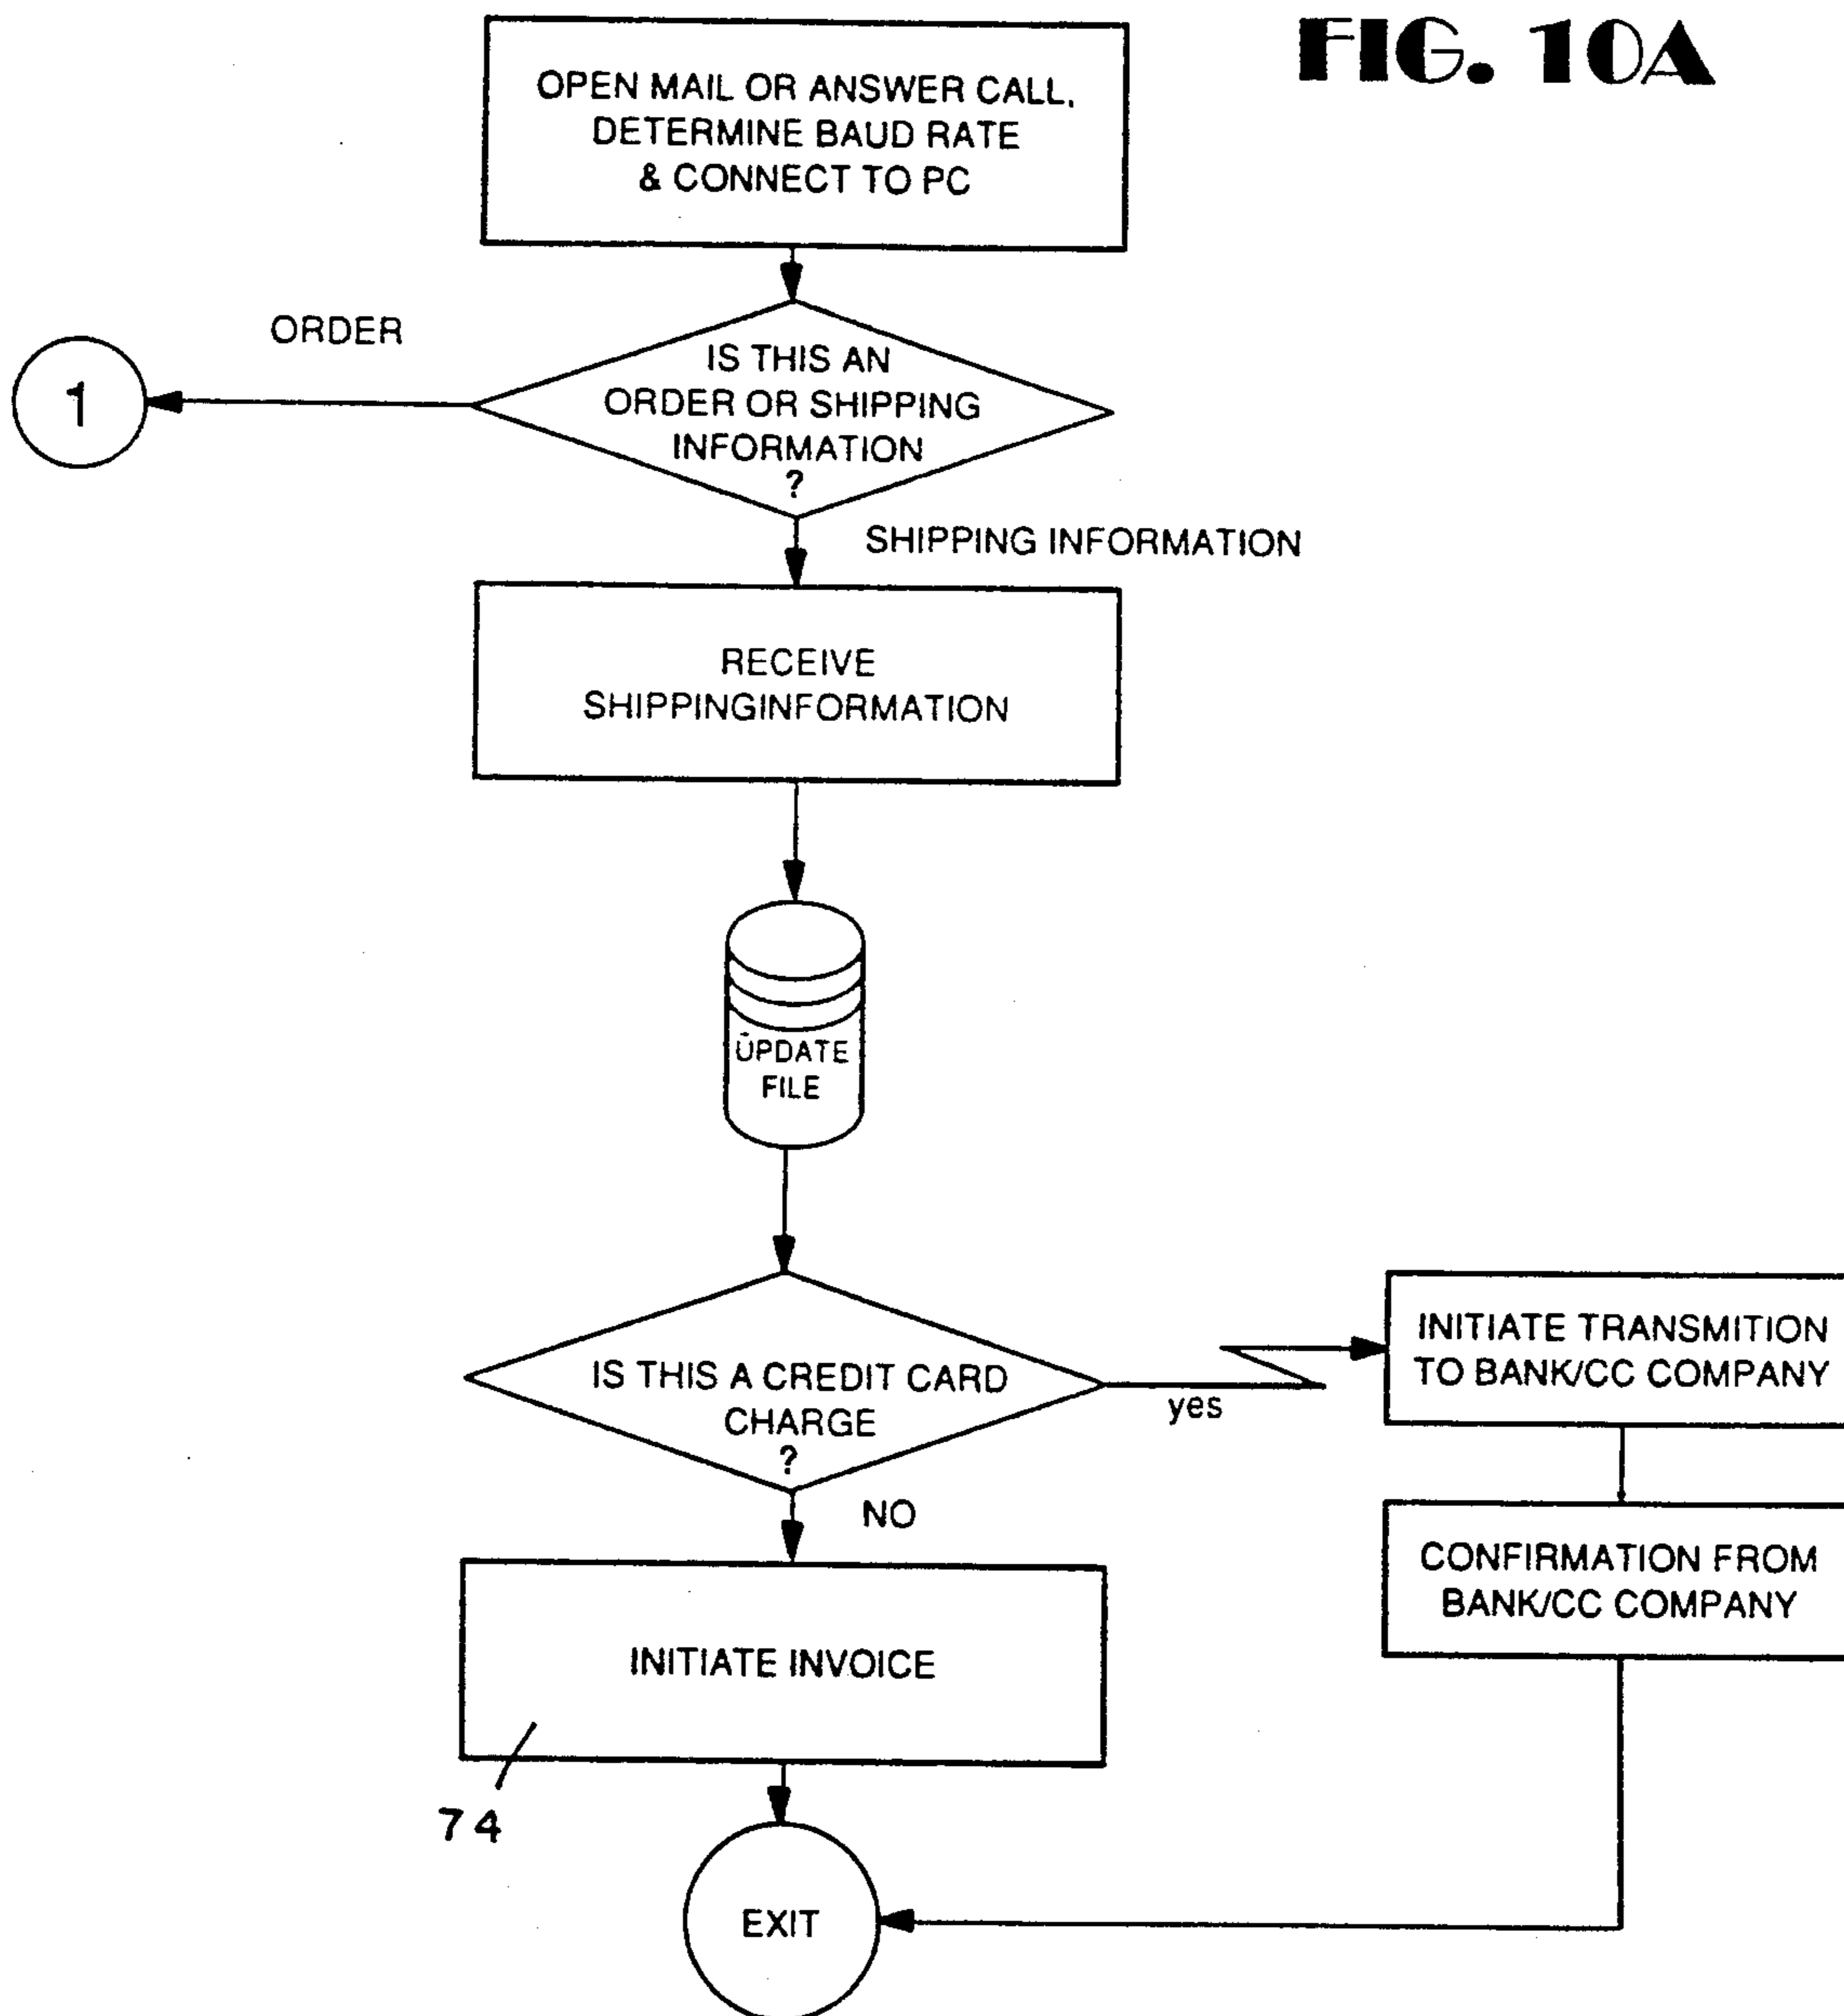 FIG. 10A
OPEN MAIL OR ANSWER CALL,
DETERMINE BAUD RATE
& CONNECT TO PC
ORDER
1
IS THIS AN
ORDER OR SHIPPING
INFORMATION
?
SHIPPING INFORMATION
RECEIVE
SHIPPINGINFORMATION
UPDATE
FILE
IS THIS A CREDIT CARD
CHARGE
?
yes
INITIATE TRANSMITION
TO BANK/CC COMPANY
NO
CONFIRMATION FROM
BANK/CC COMPANY
INITIATE INVOICE
74
EXIT